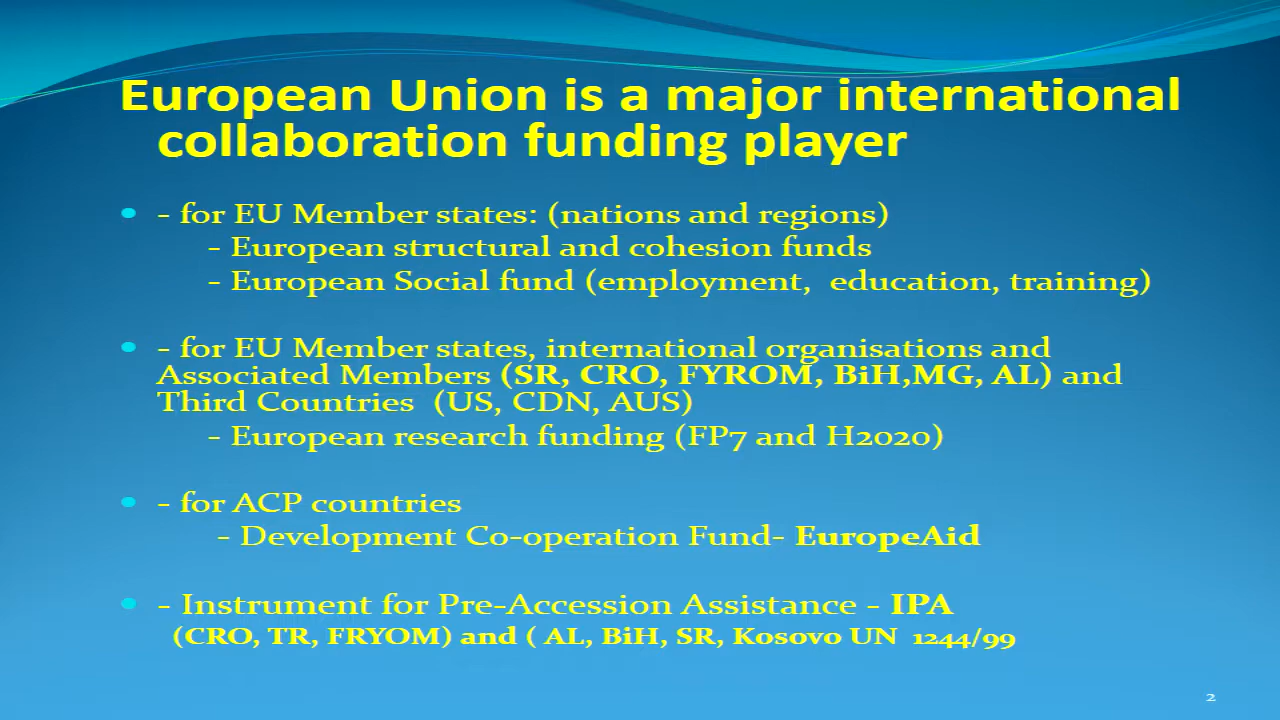 European Union is a major international
collaboration funding player
- for EU Member states: (nations and regions)
- European structural and cohesion funds
- European Social fund (employment, education, training)
- for EU Member states, international organisations and
Associated Members (SR, CRO, FYROM, BiH,MG, AL) and
Third Countries (US, CDN, AUS)
- European research funding (FP7 and H2020)
- for ACP countries
- Development Co-operation Fund- EuropeAid
- Instrument for Pre-Accession Assistance - IPA
(CRO, TR, FRYOM) and ( AL, BiH, SR, Kosovo UN 1244/99
2